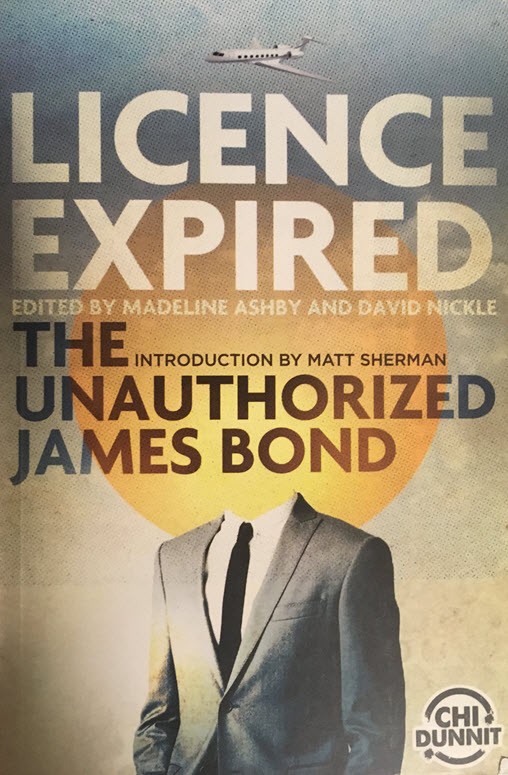 LICENCE
EXPIRED
EDITED BY MADELINE ASHBY AND DAVID NICKLE
THE
INTRODUCTION BY MATT SHERMAN
UNAUTHORIZED
JAMES BOND
CHI
DUNNIT